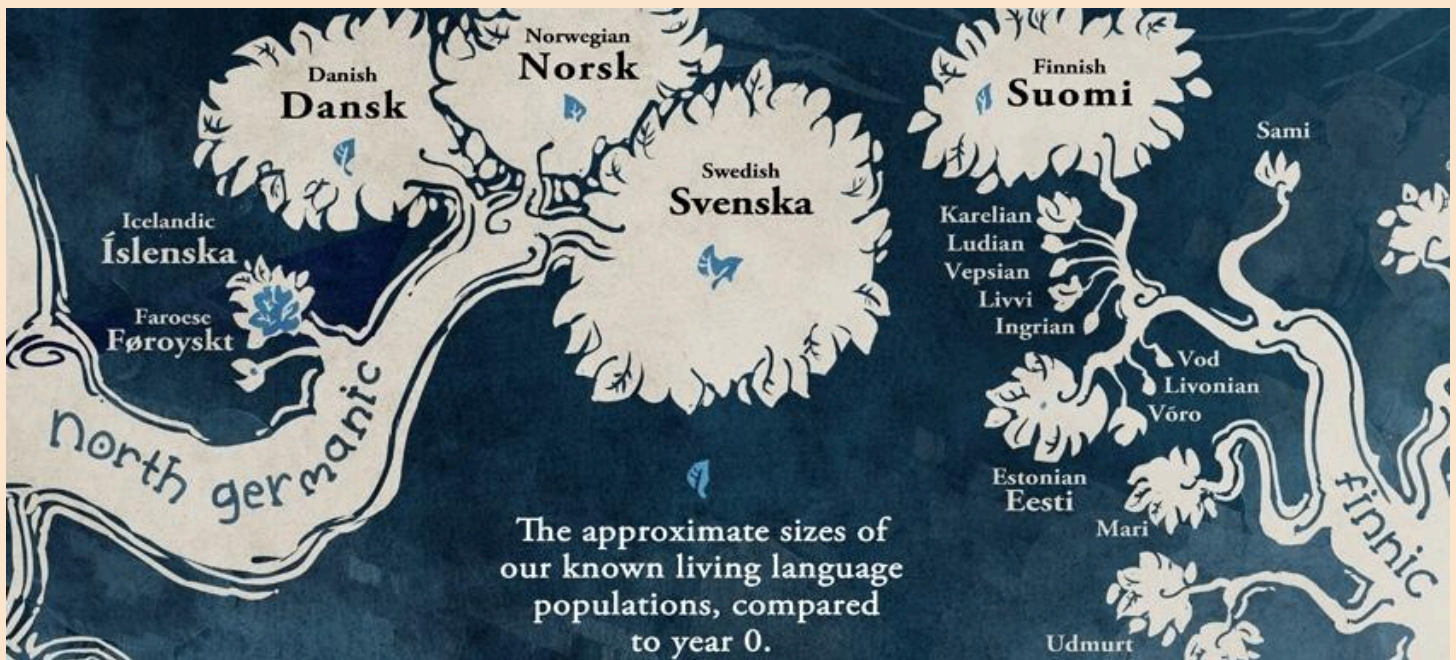 Norwegian
Norsk
Danish
Dansk
Finnish
Suomi
Sami
Swedish
Svenska
Icelandic
Íslenska
Faroese
Føroyskt
north germanic
Karelian
Ludian
Vepsian
Livvi
Ingrian
Vod
Livonian
Võro
Estonian
Eesti
Mari
finnic
Udmurt
The approximate sizes of
our known living language
populations, compared
to year 0.